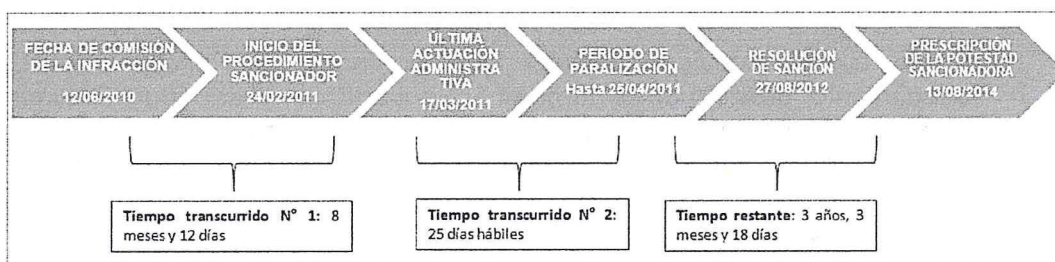 FECHA DE COMISIÓN
DE LA INFRACCIÓN
12/06/2010
INICIO DEL
PROCEDIMIENTO
SANCIONADOR
24/02/2011
ÚLTIMA
ACTUACIÓN
ADMINISTRA
TIVA
17/03/2011
PERIODO DE
PARALIZACIÓN
Hasta 25/04/2011
RESOLUCIÓN
DE SANCIÓN
27/08/2012
PRESCRIPCIÓN
DE LA POTESTAD
SANCIONADORA
13/08/2014
Tiempo transcurrido N° 1: 8
meses y 12 días
Tiempo transcurrido N° 2:
25 días hábiles
Tiempo restante: 3 años, 3
meses y 18 días